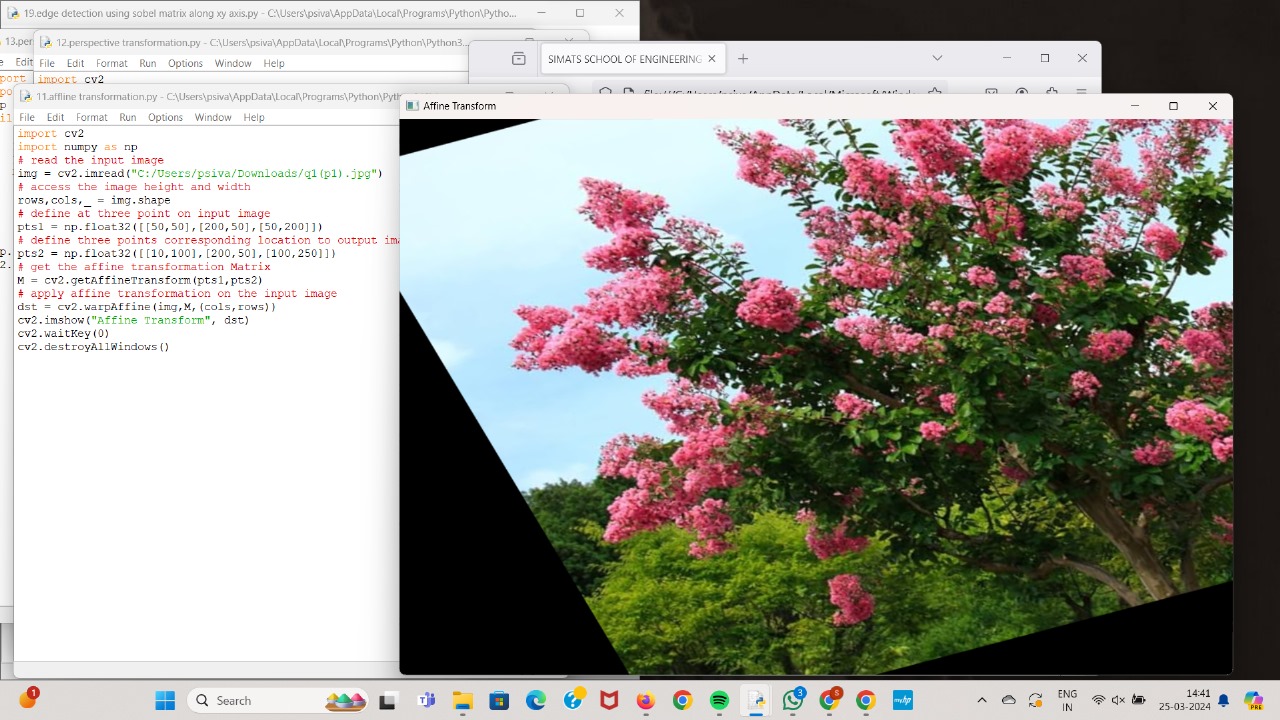 19.edge detection using sobel matrix along xy axis.py - C:\Users\psiva\AppData\Local\Programs\Python\Pytho...
12.perspective transformation.py - C:\Users\psiva\AppData\Local\Programs\Python\Python3...
File Edit Format Run Options Window Help
import cv2
SIMATS SCHOOL OF ENGINEERING
11.affline transformation.py - C:\Users\psiva\AppData\Local\Programs\Python\Pyth
File Edit Format Run Options Window Help
import cv2
import numpy as np
# read the input image
img = cv2.imread("C:/Users/psiva/Downloads/q1(p1).jpg")
# access the image height and width
rows,cols,_ = img.shape
# define at three point on input image
pts1 = np.float32([[50,50],[200,50],[50,200]])
# define three points corresponding location to output ima
pts2 = np.float32([[10,100],[200,50],[100,250]])
# get the affine transformation Matrix
M = cv2.getAffineTransform(pts1,pts2)
# apply affine transformation on the input image
dst = cv2.warpAffine(img,M,(cols,rows))
cv2.imshow("Affine Transform", dst)
cv2.waitKey(0)
cv2.destroyAllWindows()
Affine Transform
1
Search
3
S
myhp
ENG
IN
14:41
25-03-2024
PRE